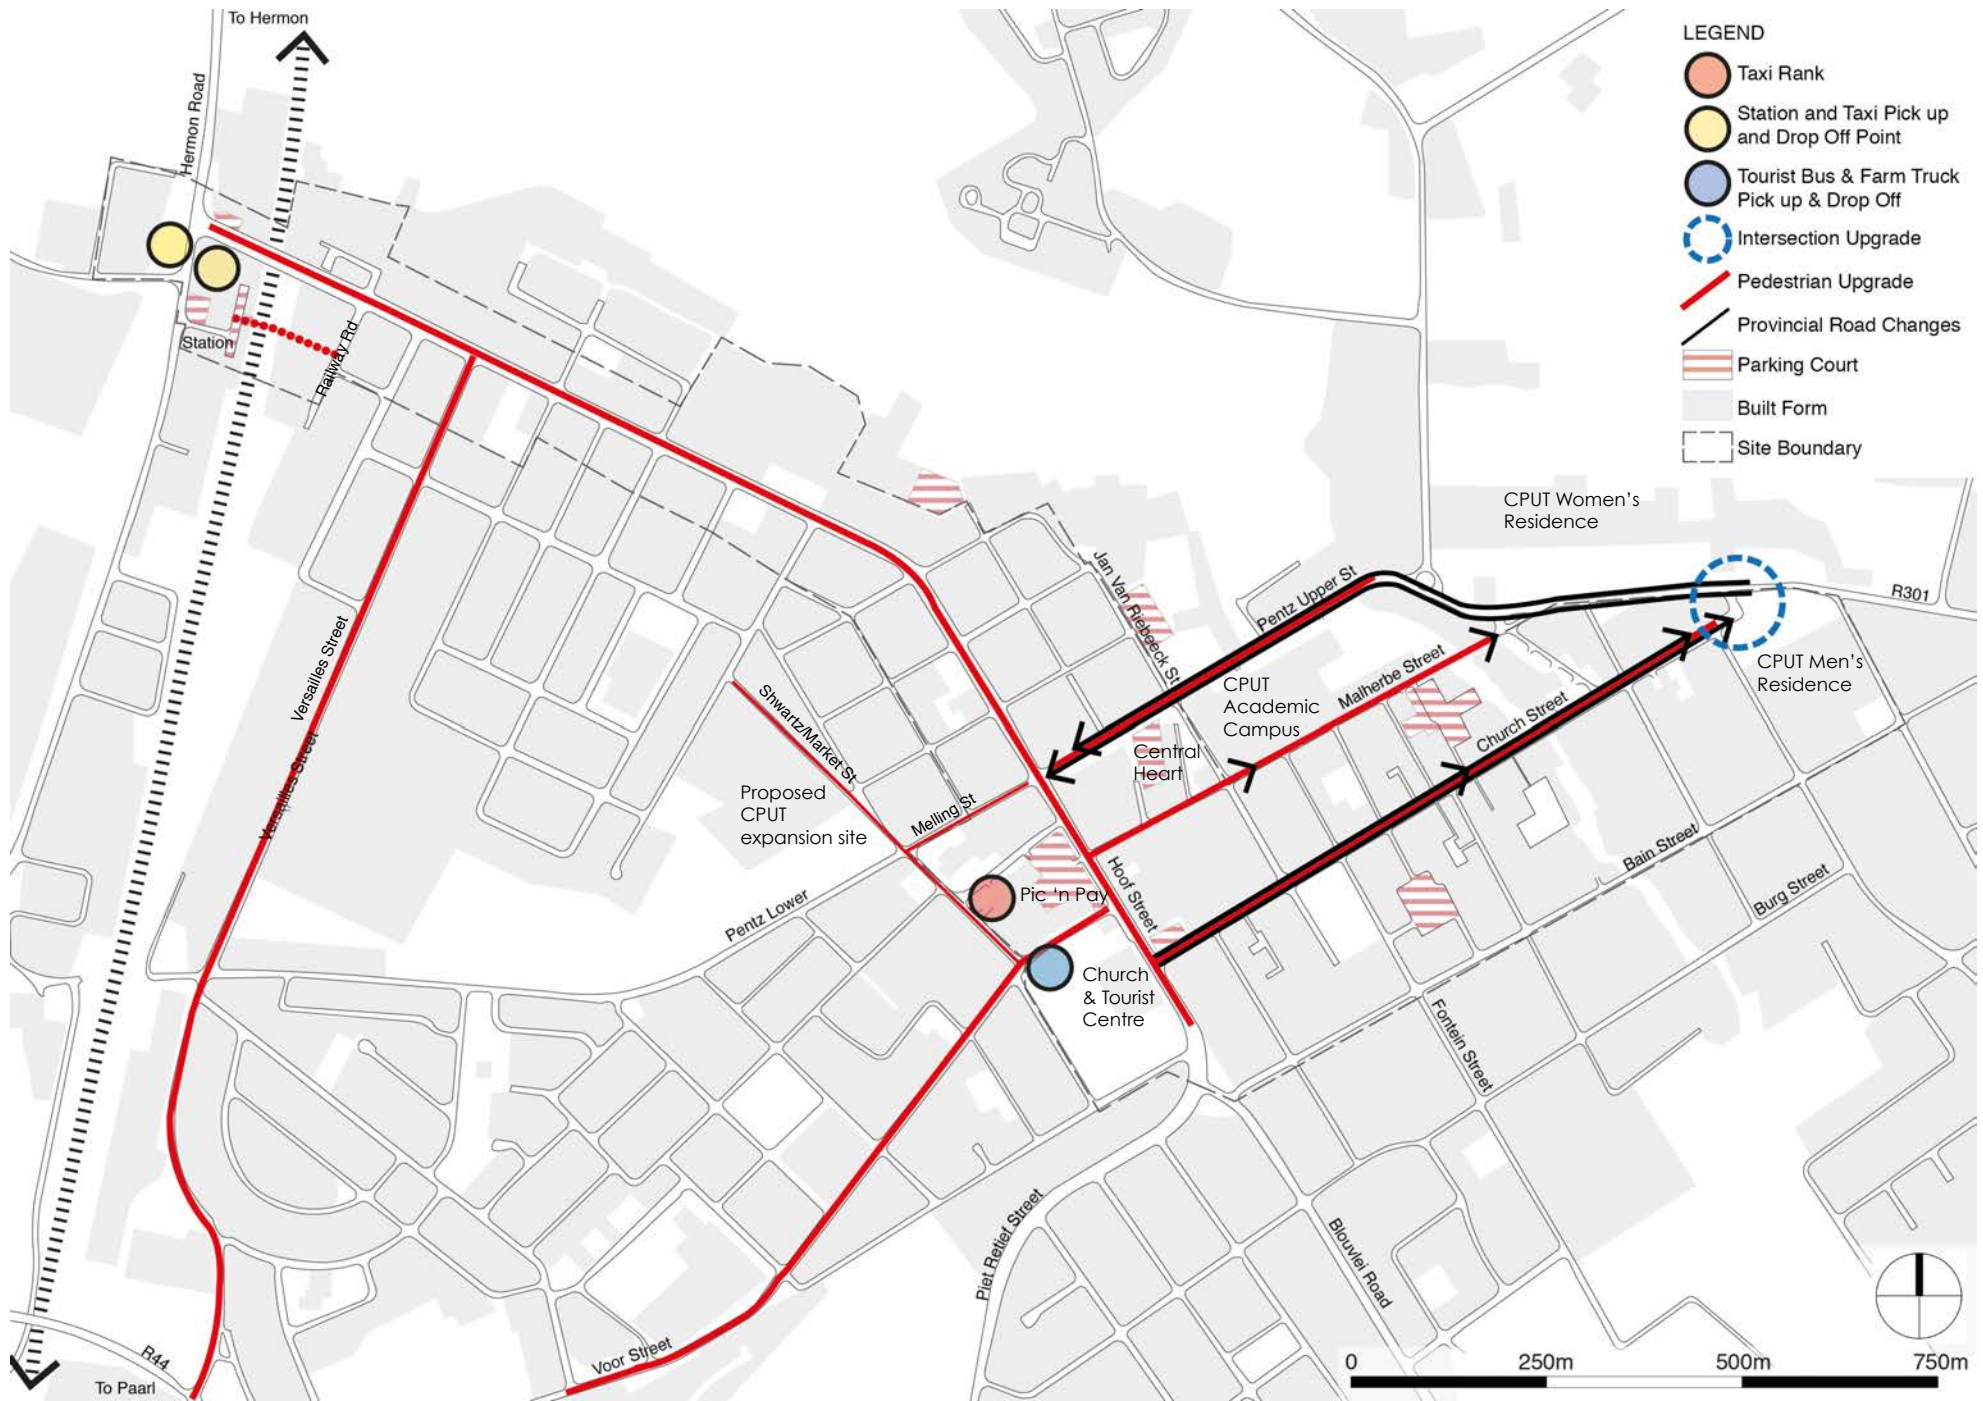 To Hermon
Hermon Road
LEGEND
Taxi Rank
Station and Taxi Pick up
and Drop Off Point
Tourist Bus & Farm Truck
Pick up & Drop Off
Intersection Upgrade
Pedestrian Upgrade
Provincial Road Changes
Parking Court
Built Form
Site Boundary
Station
Railway Rd
CPUT Women's
Residence
R301
Jan Van Riebeeck St
Pentz Upper St
Malherbe Street
CPUT Men's
Residence
CPUT
Academic
Campus
Church Street
Central
Heart
Versailles Street
Versailles Street
Shwartz/Market St
Proposed
CPUT
expansion site
Melling St
Pentz Lower
Pic 'n Pay
Hoof Street
Bain Street
Burg Street
Church
& Tourist
Centre
Fontein Street
Piet Retief Street
Blouvlei Road
Voor Street
R44
To Paarl
0 250m 500m 750m